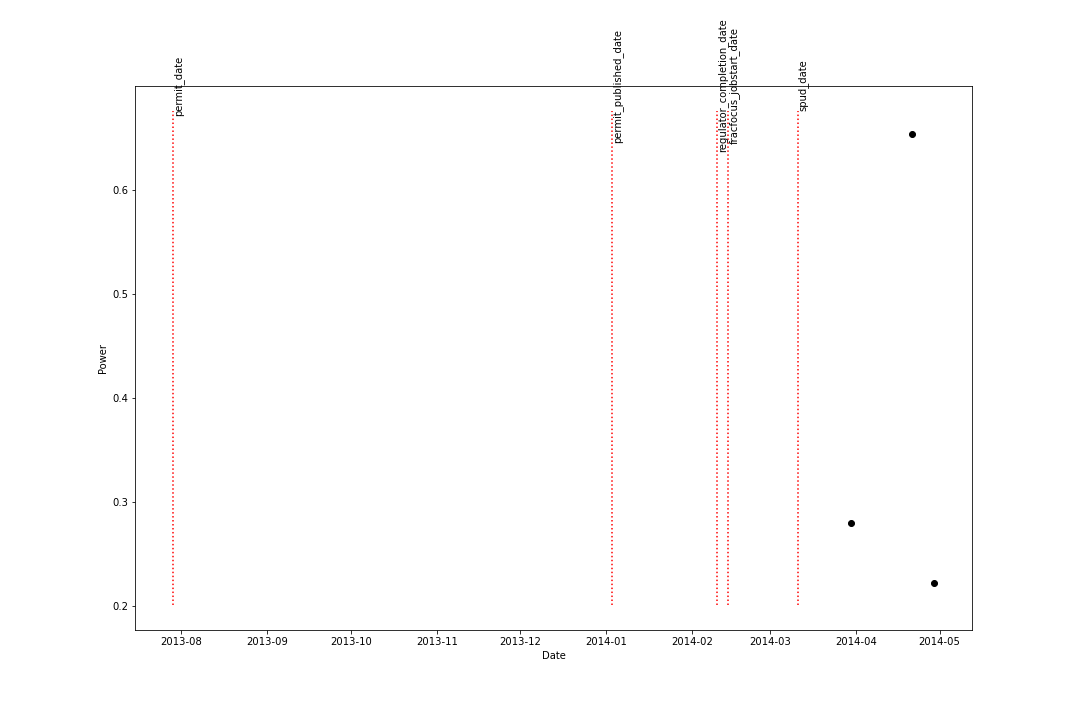 permit_date
permit_published_date
regulator_completion_date
fracfocus_jobstart_date
spud_date
0.6
0.5
0.4
0.3
0.2
Power
2013-08
2013-09
2013-10
2013-11
2013-12
2014-01
2014-02
2014-03
2014-04
2014-05
Date